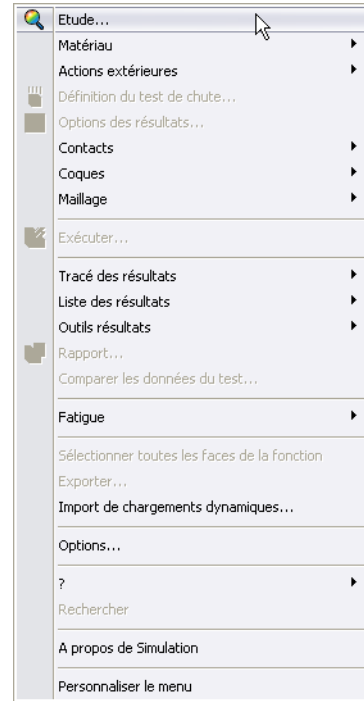 Etude...
Matériau
Actions extérieures
Définition du test de chute...
Options des résultats...
Contacts
Coques
Maillage
Exécuter...
Tracé des résultats
Liste des résultats
Outils résultats
Rapport...
Comparer les données du test...
Fatigue
Sélectionner toutes les faces de la fonction
Exporter...
Import de chargements dynamiques...
Options...
?
Rechercher
A propos de Simulation
Personnaliser le menu